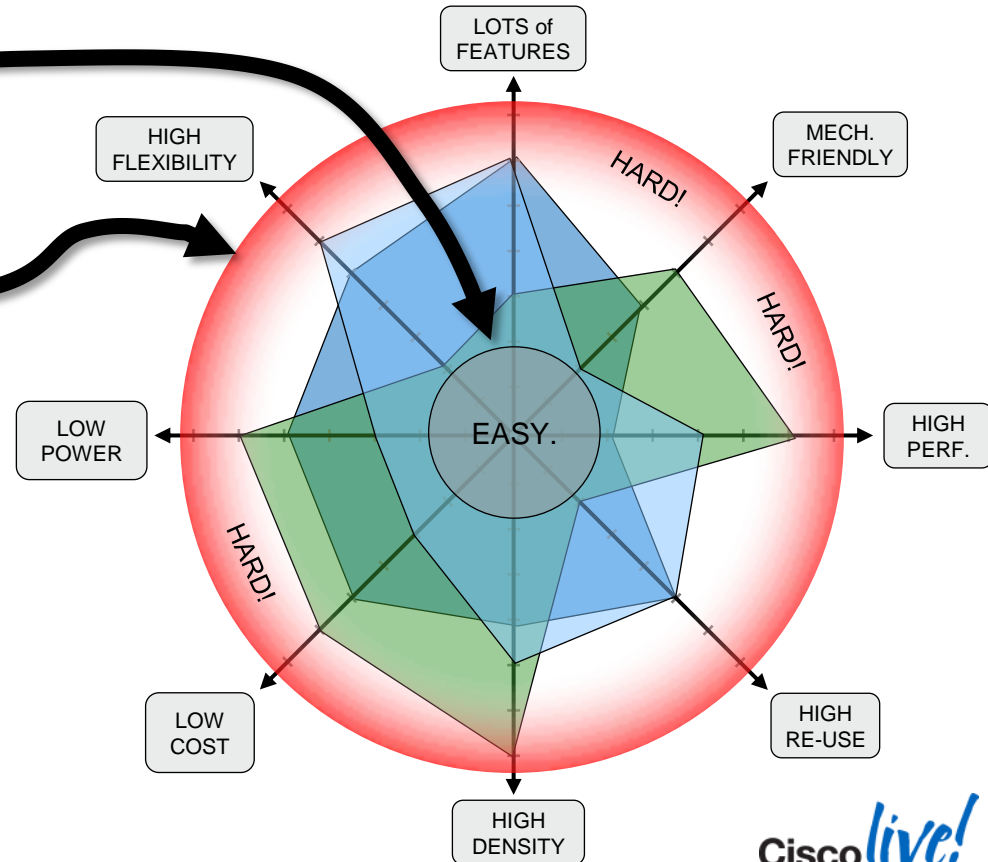 LOTS of
FEATURES
HIGH
FLEXIBILITY
MECH.
FRIENDLY
HARD!
HARD!
LOW
POWER
EASY.
HIGH
PERF.
HARD!
LOW
COST
HIGH
RE-USE
HIGH
DENSITY
Cisco live!